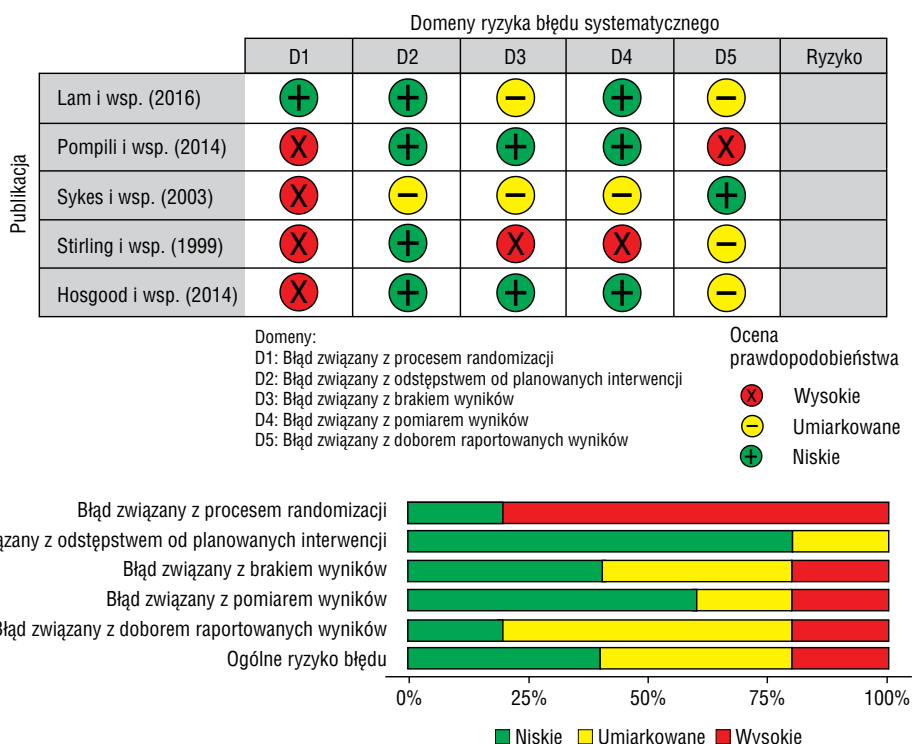 Domeny ryzyka błędu systematycznego
D1 D2 D3 D4 D5 Ryzyko
Publikacja
Lam i wsp. (2016) + + – + –
Pompili i wsp. (2014) X + + + X
Sykes i wsp. (2003) X – – – +
Stirling i wsp. (1999) X + X X –
Hosgood i wsp. (2014) X + + + –
Domeny:
D1: Błąd związany z procesem randomizacji
D2: Błąd związany z odstępstwem od planowanych interwencji
D3: Błąd związany z brakiem wyników
D4: Błąd związany z pomiarem wyników
D5: Błąd związany z doborem raportowanych wyników
Ocena
prawdopodobieństwa
X Wysokie
– Umiarkowane
+ Niskie
Błąd związany z procesem randomizacji
ązany z odstępstwem od planowanych interwencji
Błąd związany z brakiem wyników
Błąd związany z pomiarem wyników
Błąd związany z doborem raportowanych wyników
Ogólne ryzyko błędu
0% 25% 50% 75% 100%
Niskie Umiarkowane Wysokie